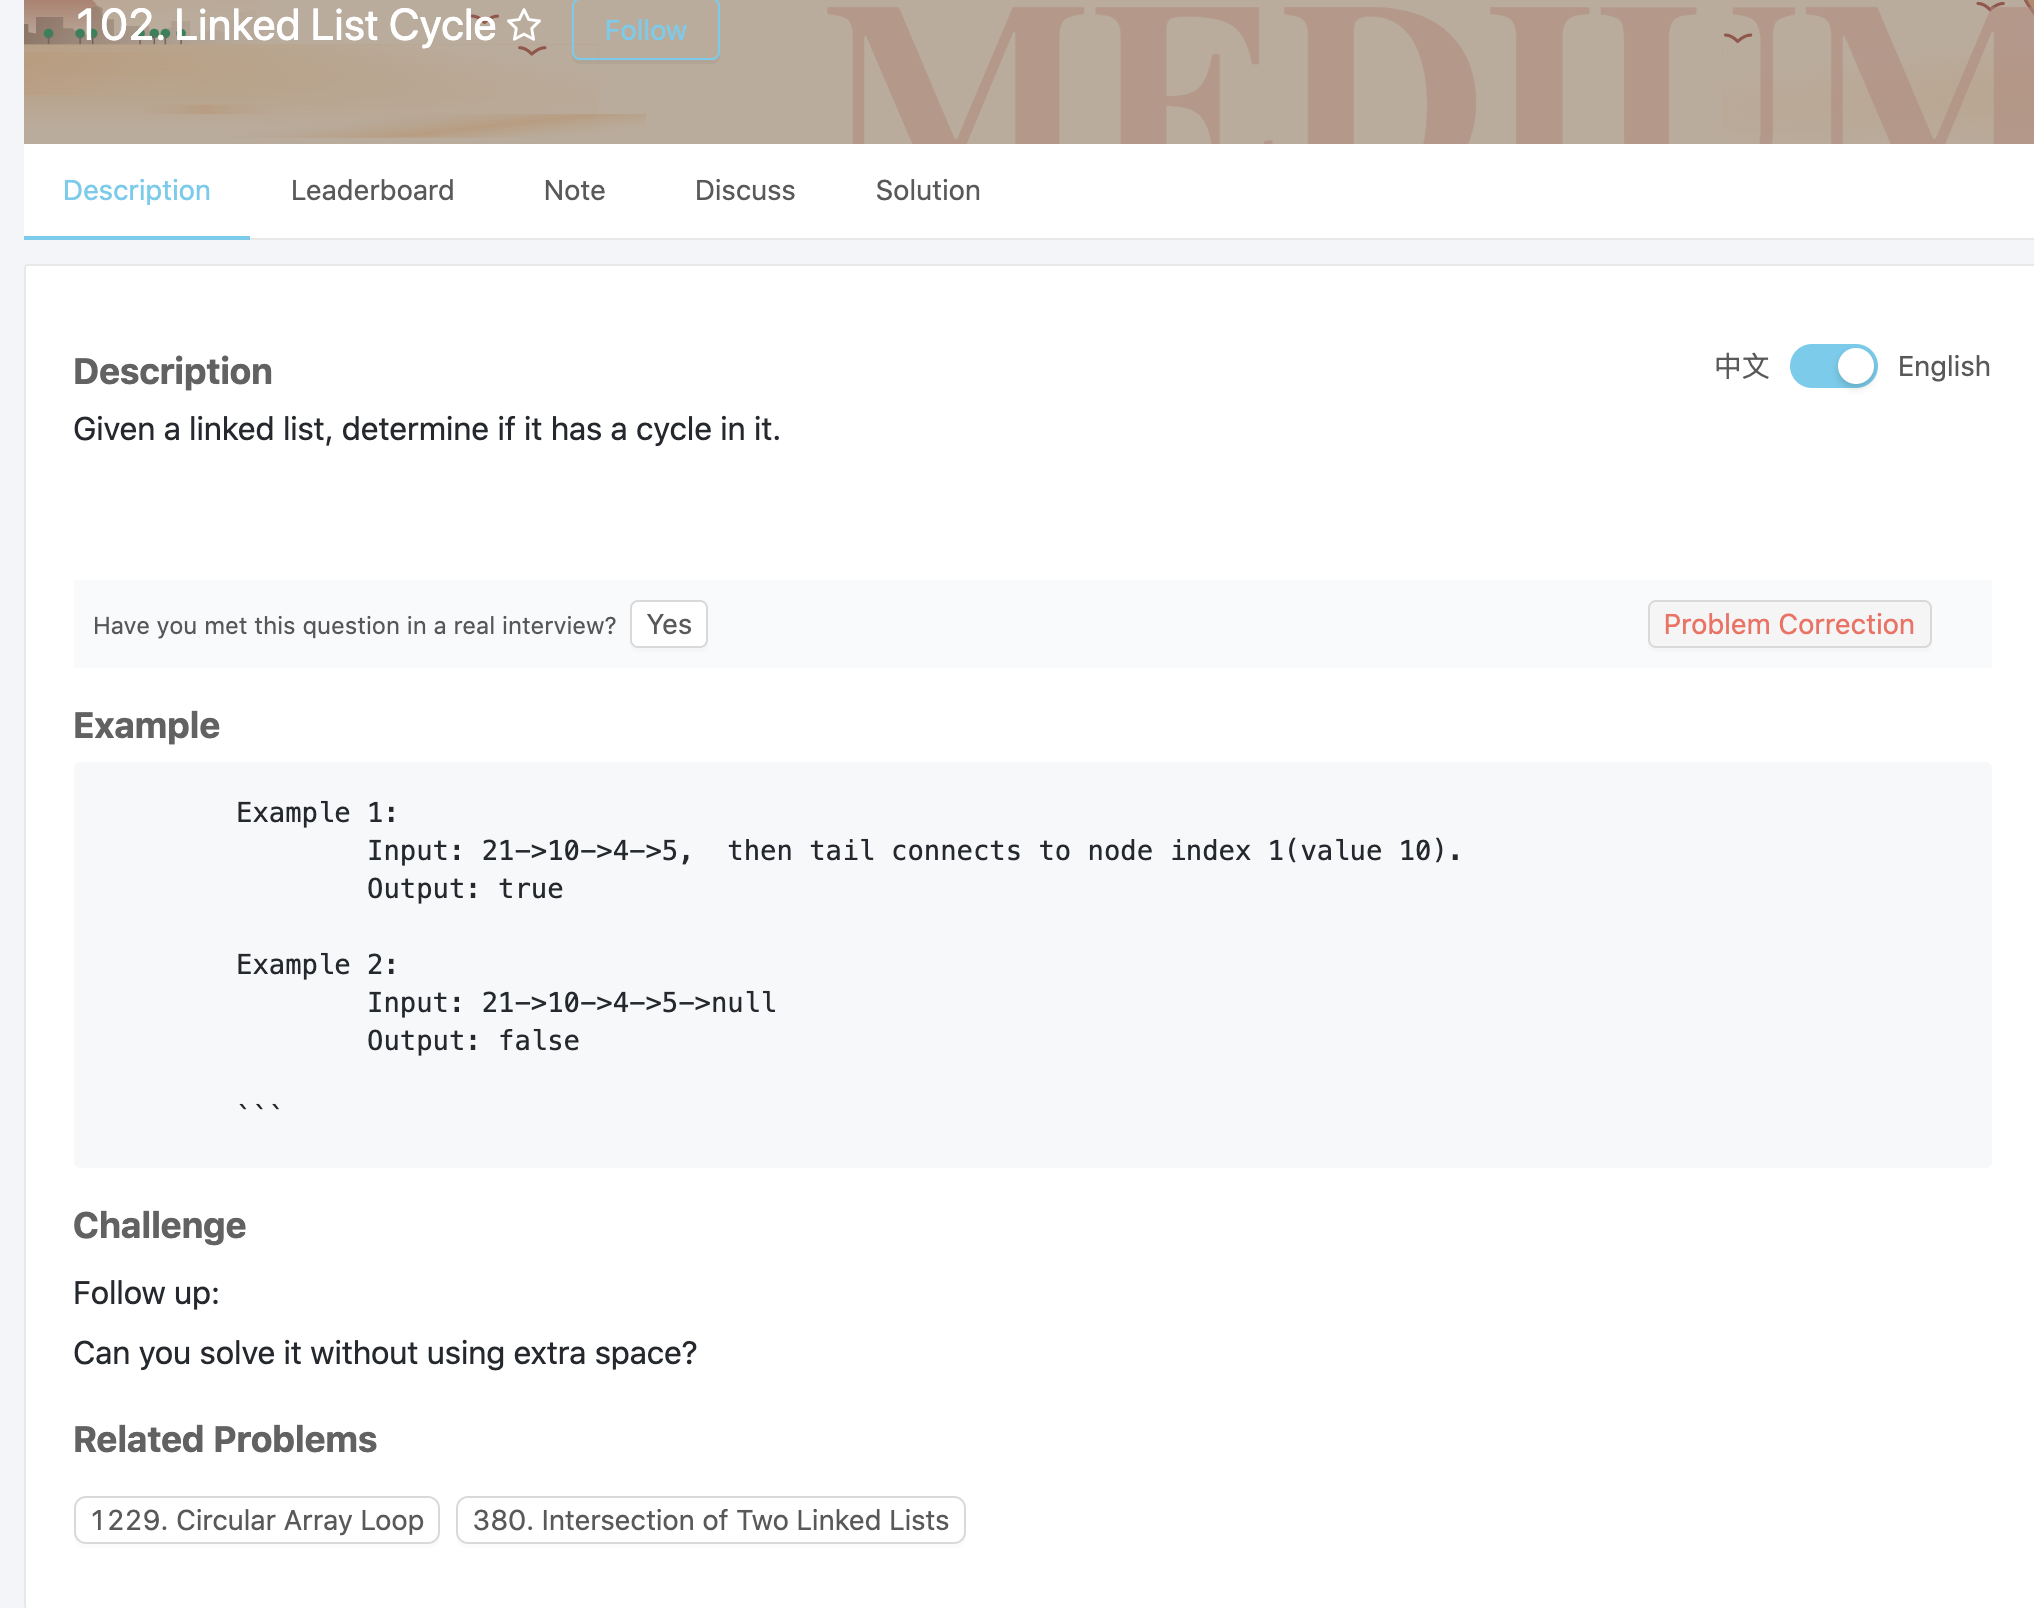 102. Linked List Cycle
Follow
MEDIUM
Description
Leaderboard
Note
Discuss
Solution
Description
中文
English
Given a linked list, determine if it has a cycle in it.
Have you met this question in a real interview?
Yes
Problem Correction
Example
Example 1:
Input: 21->10->4->5,  then tail connects to node index 1(value 10).
Output: true
Example 2:
Input: 21->10->4->5->null
Output: false
```
Challenge
Follow up:
Can you solve it without using extra space?
Related Problems
1229. Circular Array Loop
380. Intersection of Two Linked Lists